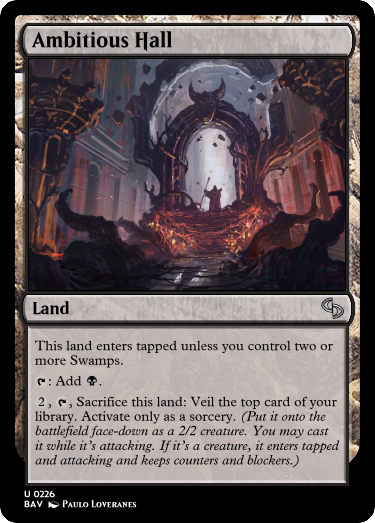 Ambitious Hall
Land
This land enters tapped unless you control two or
more Swamps.
: Add .
2, , Sacrifice this land: Veil the top card of your
library. Activate only as a sorcery. (Put it onto the
battlefield face-down as a 2/2 creature. You may cast
it while it's attacking. If it's a creature, it enters tapped
and attacking and keeps counters and blockers.)
U 0226
BAV Paulo Loveranes